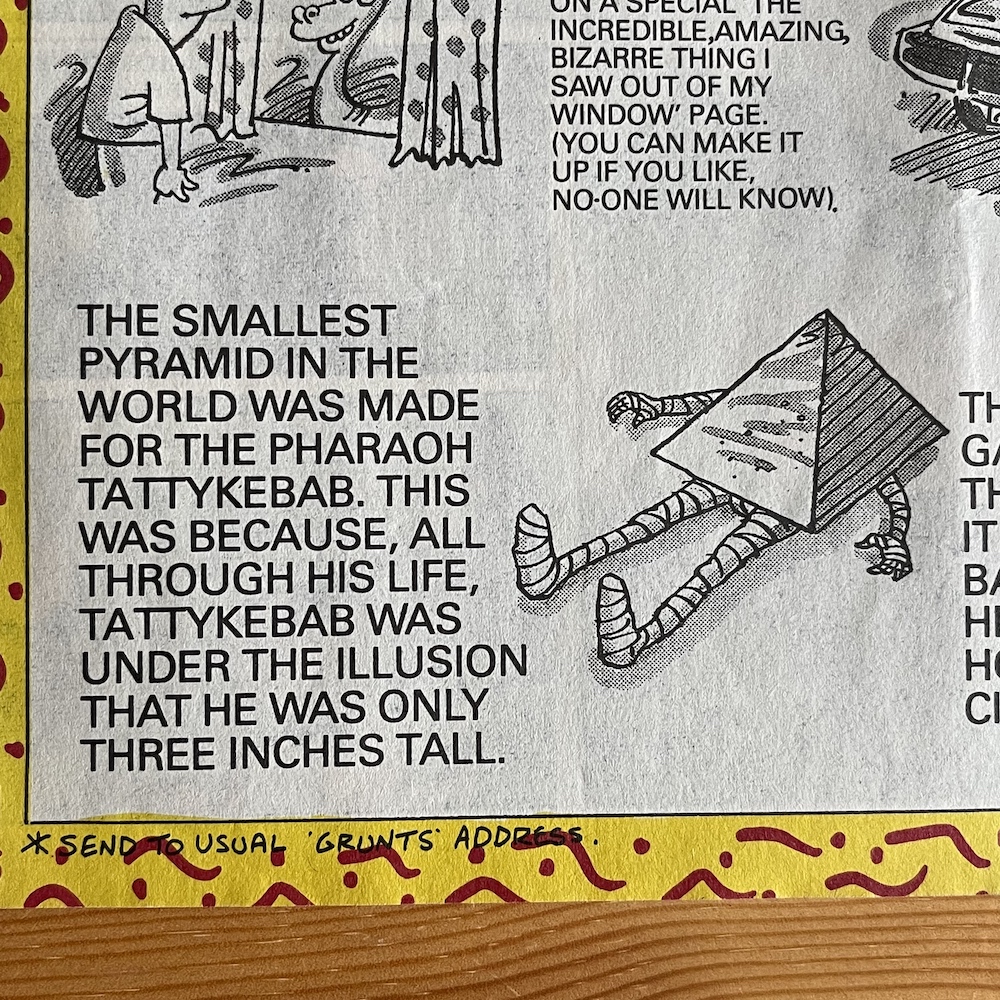 ON A SPECIAL 'THE
INCREDIBLE, AMAZING,
BIZARRE THING I
SAW OUT OF MY
WINDOW' PAGE.
(YOU CAN MAKE IT
UP IF YOU LIKE,
NO-ONE WILL KNOW).
THE SMALLEST
PYRAMID IN THE
WORLD WAS MADE
FOR THE PHARAOH
TATTYKEBAB. THIS
WAS BECAUSE, ALL
THROUGH HIS LIFE,
TATTYKEBAB WAS
UNDER THE ILLUSION
THAT HE WAS ONLY
THREE INCHES TALL.
* SEND TO USUAL 'GRUNTS' ADDRESS.